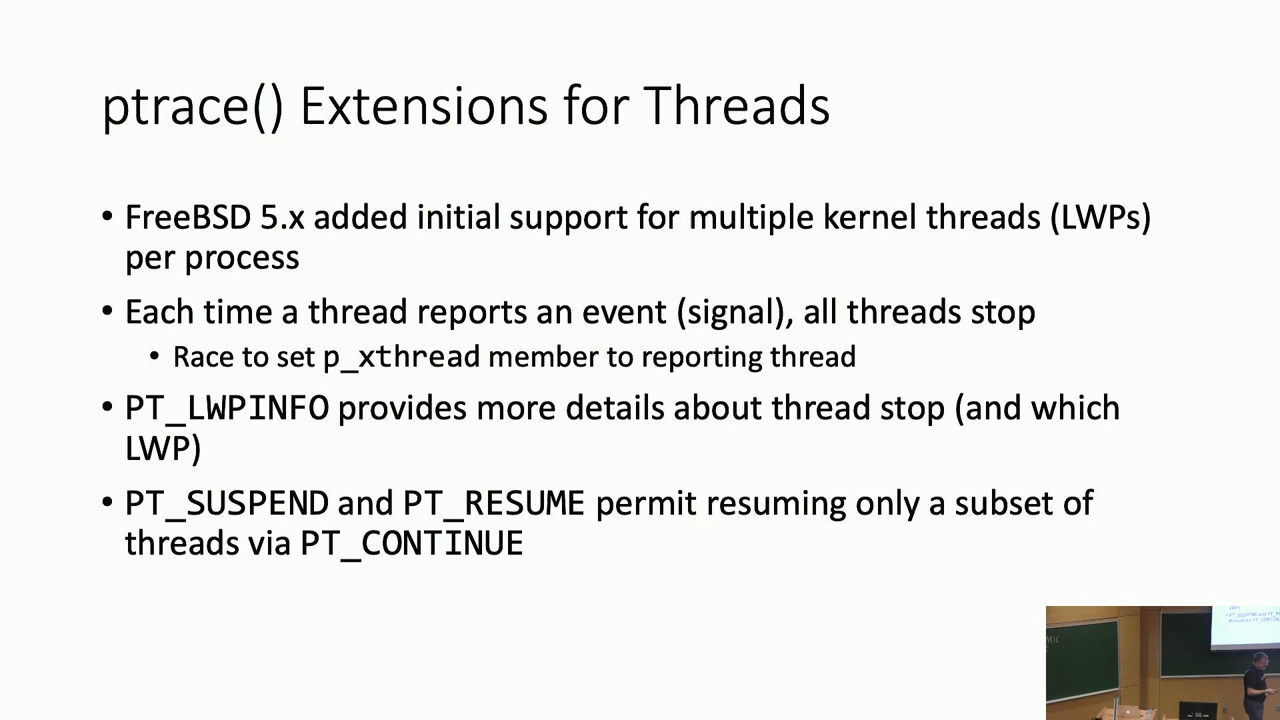 ptrace() Extensions for Threads
• FreeBSD 5.x added initial support for multiple kernel threads (LWPs)
per process
• Each time a thread reports an event (signal), all threads stop
• Race to set p_xthread member to reporting thread
• PT_LWPINFO provides more details about thread stop (and which
LWP)
• PT_SUSPEND and PT_RESUME permit resuming only a subset of
threads via PT_CONTINUE